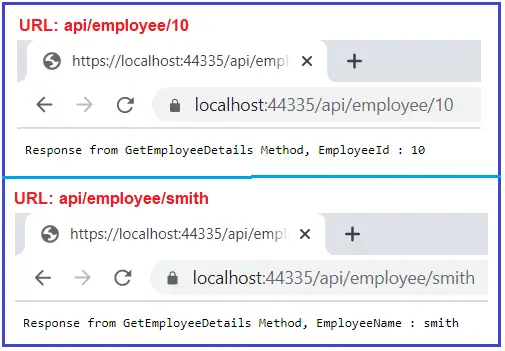 URL: api/employee/10
https://localhost:44335/api/empl
localhost:44335/api/employee/10
Response from GetEmployeeDetails Method, EmployeeId : 10
URL: api/employee/smith
https://localhost:44335/api/empl
localhost:44335/api/employee/smith
Response from GetEmployeeDetails Method, EmployeeName : smith